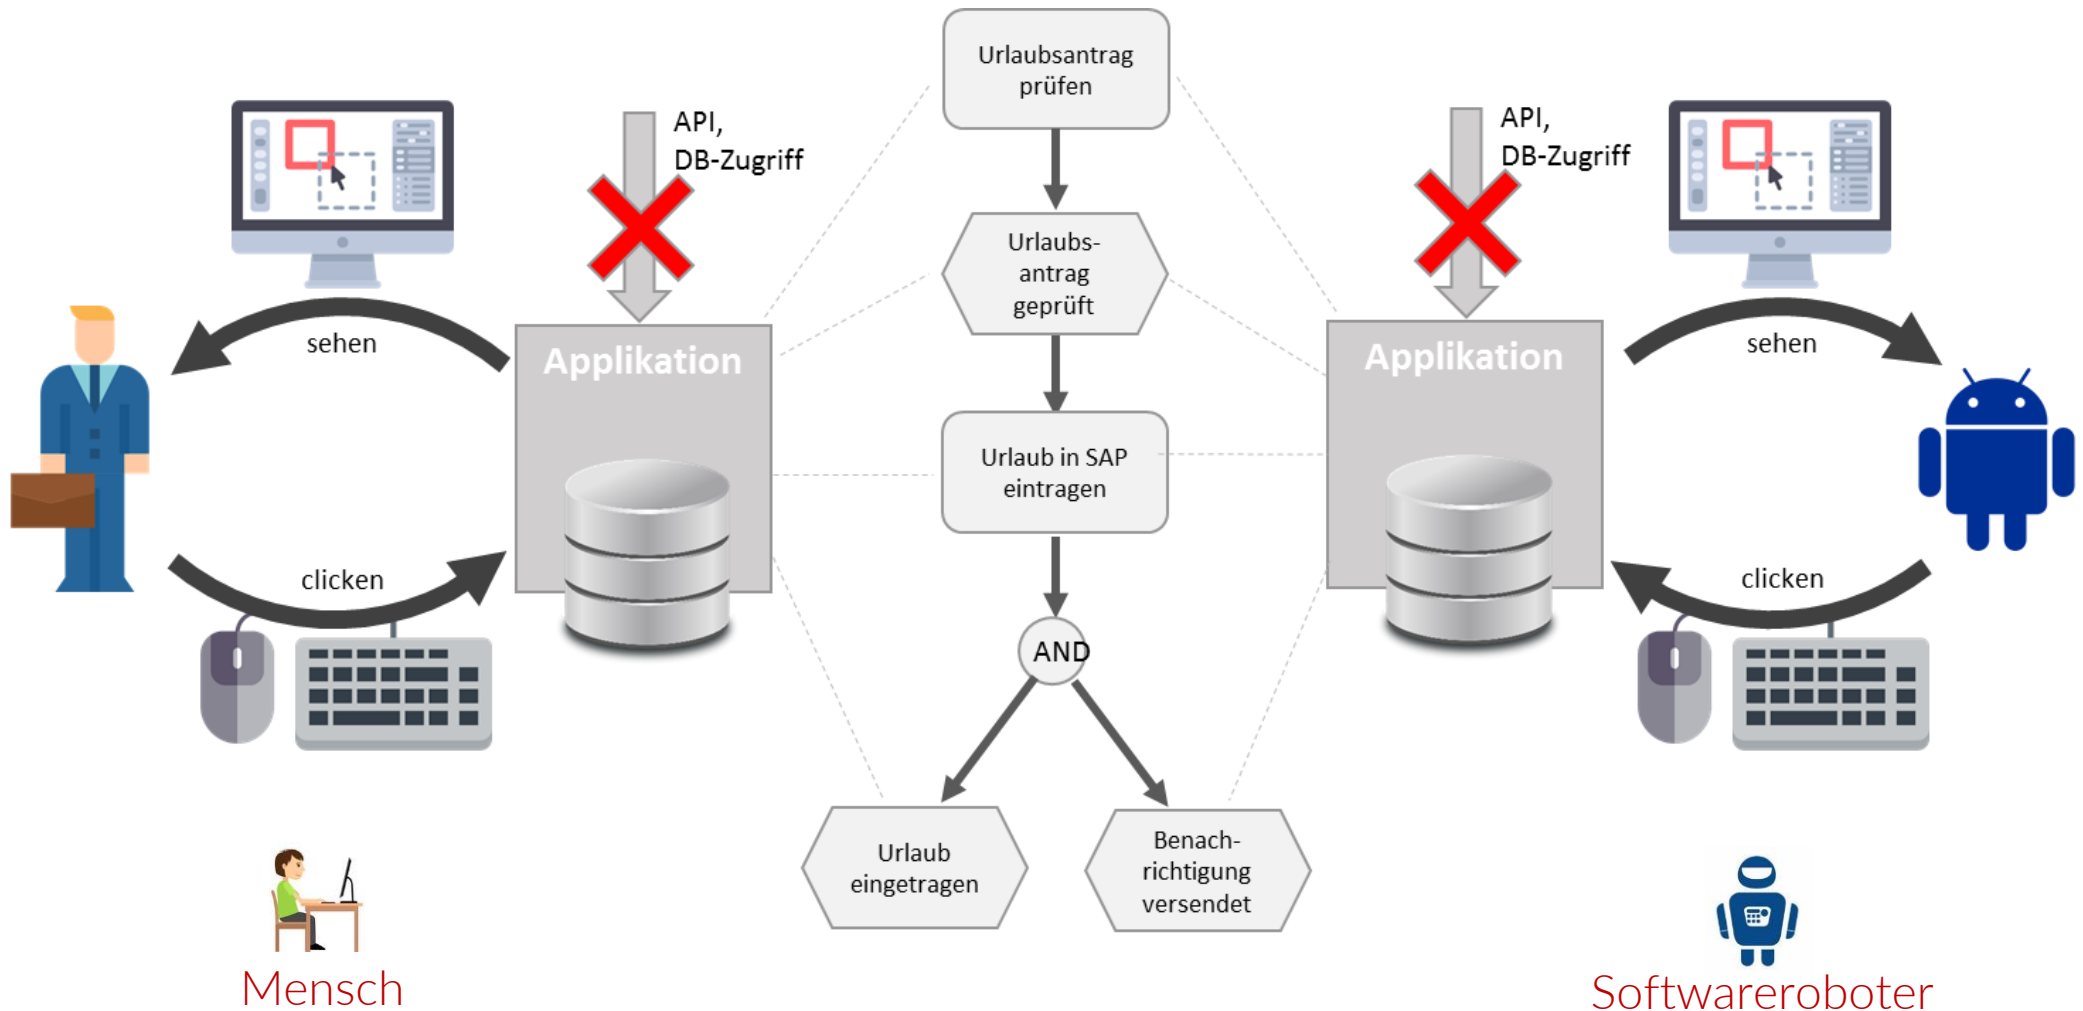 Urlaubsantrag
prüfen
API,
DB-Zugriff
API,
DB-Zugriff
Urlaubs-
antrag
geprüft
sehen
Applikation
Applikation
sehen
Urlaub in SAP
eintragen
clicken
clicken
AND
Urlaub
eingetragen
Benach-
richtigung
versendet
Mensch
Softwareroboter